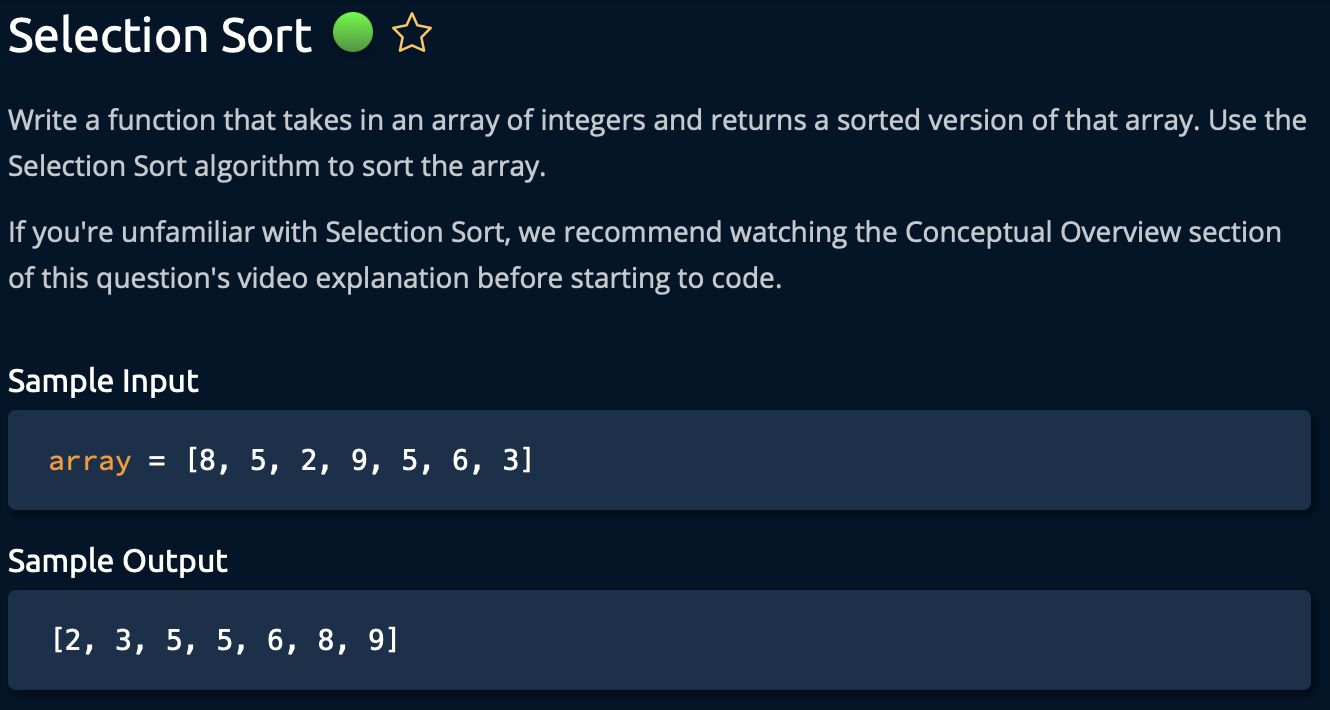 Selection Sort
Write a function that takes in an array of integers and returns a sorted version of that array. Use the
Selection Sort algorithm to sort the array.
If you're unfamiliar with Selection Sort, we recommend watching the Conceptual Overview section
of this question's video explanation before starting to code.
Sample Input
array = [8, 5, 2, 9, 5, 6, 3]
Sample Output
[2, 3, 5, 5, 6, 8, 9]